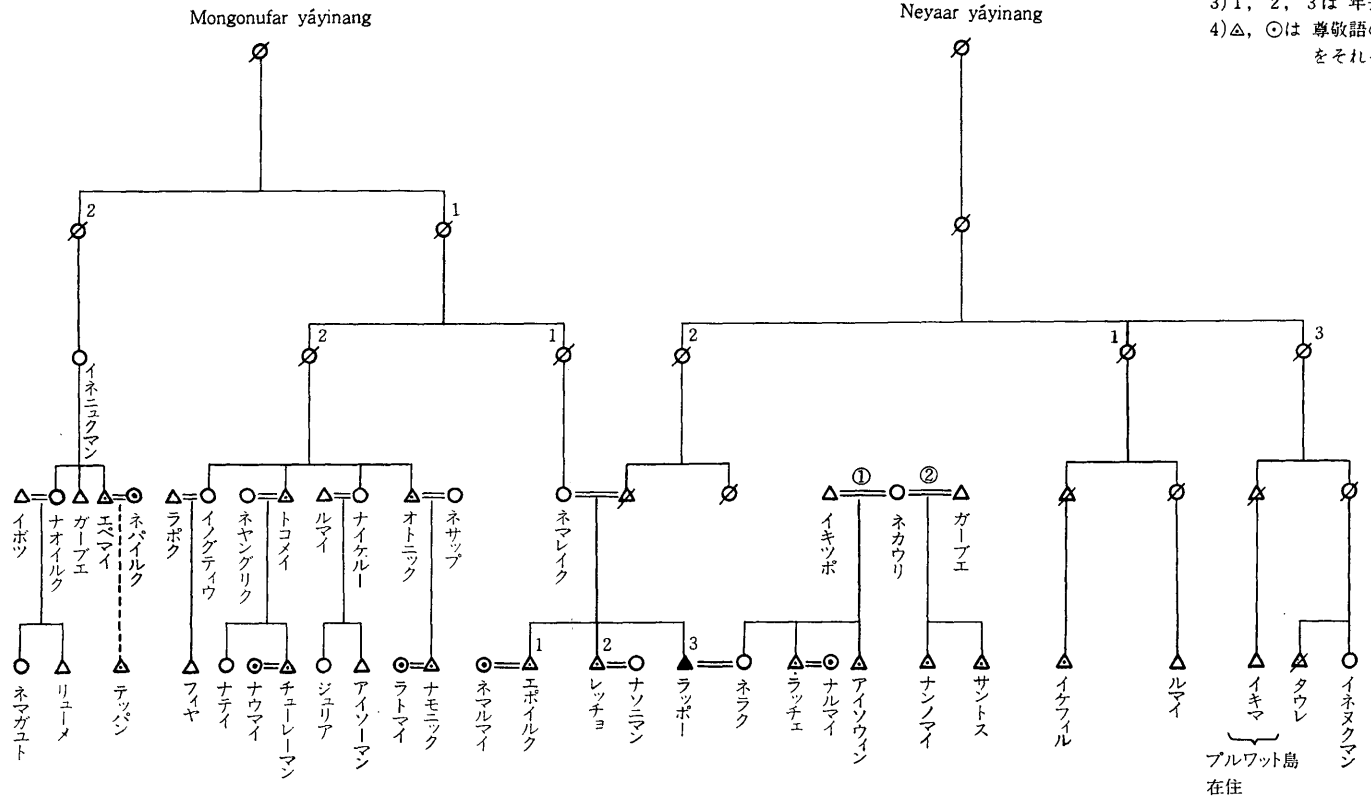 Mongonufar yáyinang
Neyaar yáyinang
3) 1, 2, 3は 年
4)△, ⊙は 尊敬語
をそれ
2
1
2
1
2
1
3
イネニュクマン
①
②
イボツ
ナオイルク
ガーブエ
エペマイ
ネパイルク
ラポク
イノグティウ
ネヤングリク
トコメイ
ルマイ
ナイケルー
オトニック
ネサップ
ネマレイク
イキツポ
ネカウリ
ガーブエ
1
2
3
ネマガユト
リューメ
テッパン
フィヤ
ナテイ
ナウマイ
チューレーマン
ジュリア
アイソーマン
ラトマイ
ナモニック
ネマルマイ
エポイルク
レッチョ
ナソニマン
ラッポー
ネラク
ラッチェ
ナルマイ
アイソウィン
ナンノマイ
サントス
イケフィル
ルマイ
イキマ
タウレ
イネヌクマン
プルワット島
在住